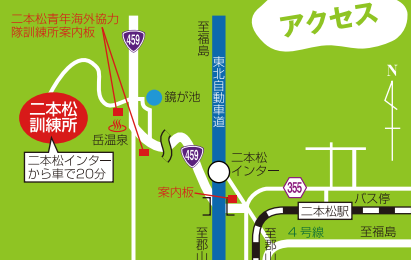 アクセス
二本松青年海外協力
隊訓練所案内板
459
至福島
東北自動車道
N
鏡が池
二本松
訓練所
岳温泉
二本松インター
から車で20分
459
二本松
インター
案内板
355
バス停
二本松駅
至郡山
至郡山
4号線
至福島